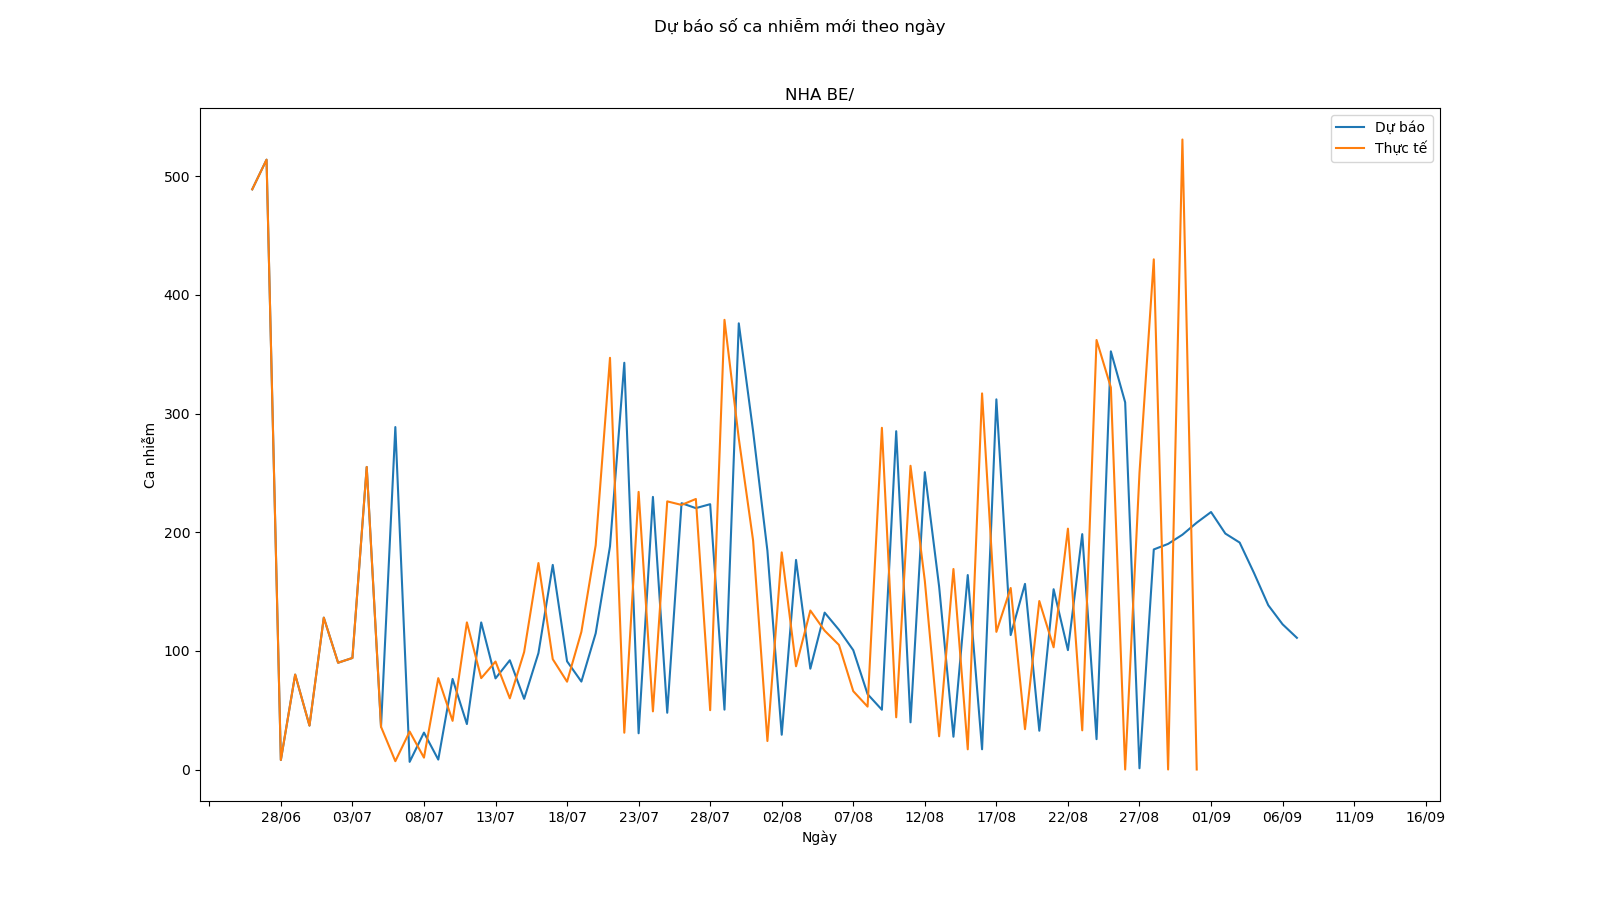 Dự báo số ca nhiễm mới theo ngày
NHA BE/
Dự báo
Thực tế
500
400
300
200
100
0
Ca nhiễm
28/06 03/07 08/07 13/07 18/07 23/07 28/07 02/08 07/08 12/08 17/08 22/08 27/08 01/09 06/09 11/09 16/09
Ngày